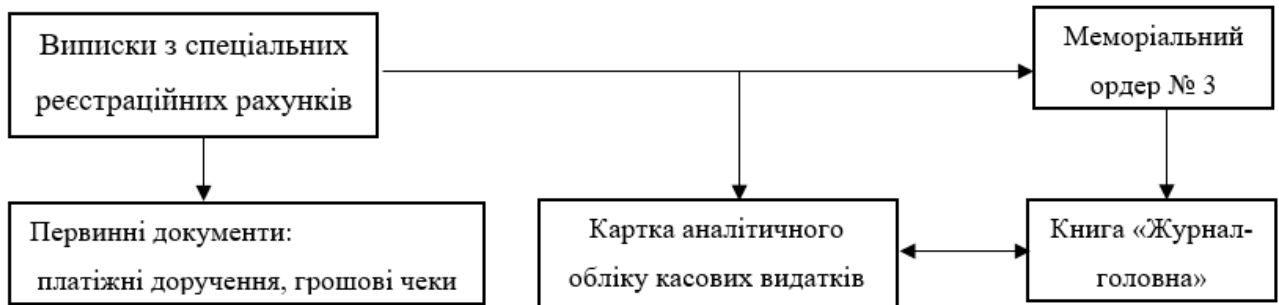 Виписки з спеціальних
реєстраційних рахунків
Меморіальний
ордер № 3
Первинні документи:
платіжні доручення, грошові чеки
Картка аналітичного
обліку касових видатків
Книга «Журнал-
головна»